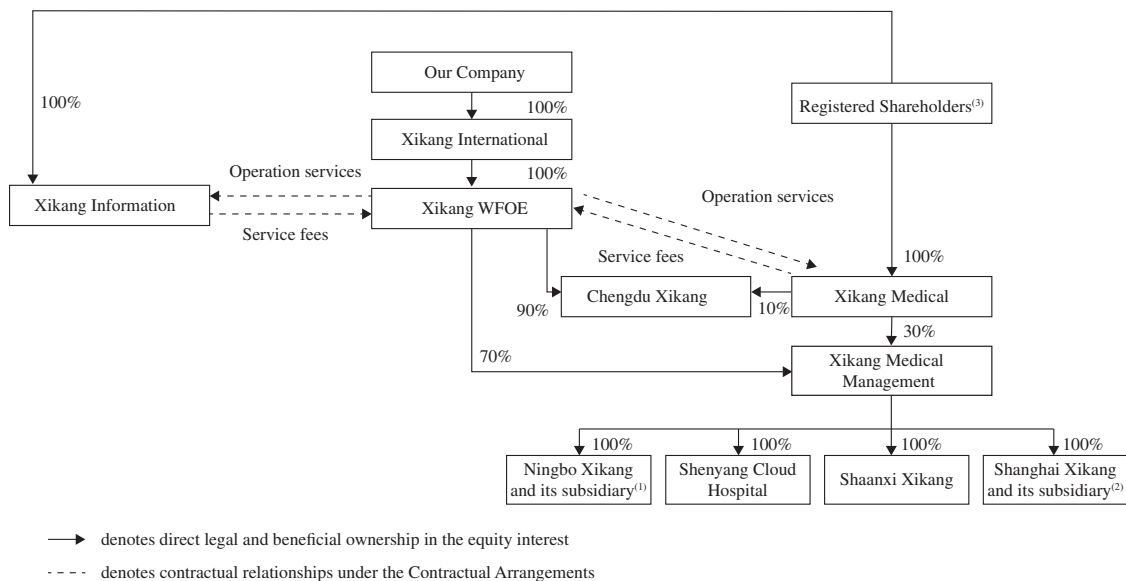 Our Company
100%
Registered Shareholders(3)
100%
Xikang International
Operation services
100%
Xikang Information
Xikang WFOE
Operation services
Service fees
Service fees
100%
Chengdu Xikang
Xikang Medical
90%
10%
30%
70%
Xikang Medical
Management
100%
100%
100%
100%
Ningbo Xikang
and its subsidiary(1)
Shenyang Cloud
Hospital
Shaanxi Xikang
Shanghai Xikang
and its subsidiary(2)
denotes direct legal and beneficial ownership in the equity interest
denotes contractual relationships under the Contractual Arrangements